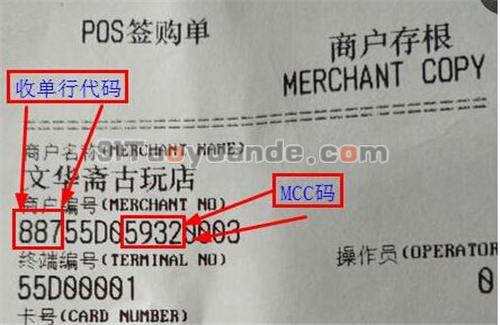 POS签购单
商户存根
MERCHANT COPY
收单行代码
商户名称(MERCHANT NAME)
文华斋古玩店
MCC码
商户编号(MERCHANT NO)
88755D059320003
终端编号(TERMINAL NO)
操作员(OPERATOR
55D00001
0
卡号(CARD NUMBER)